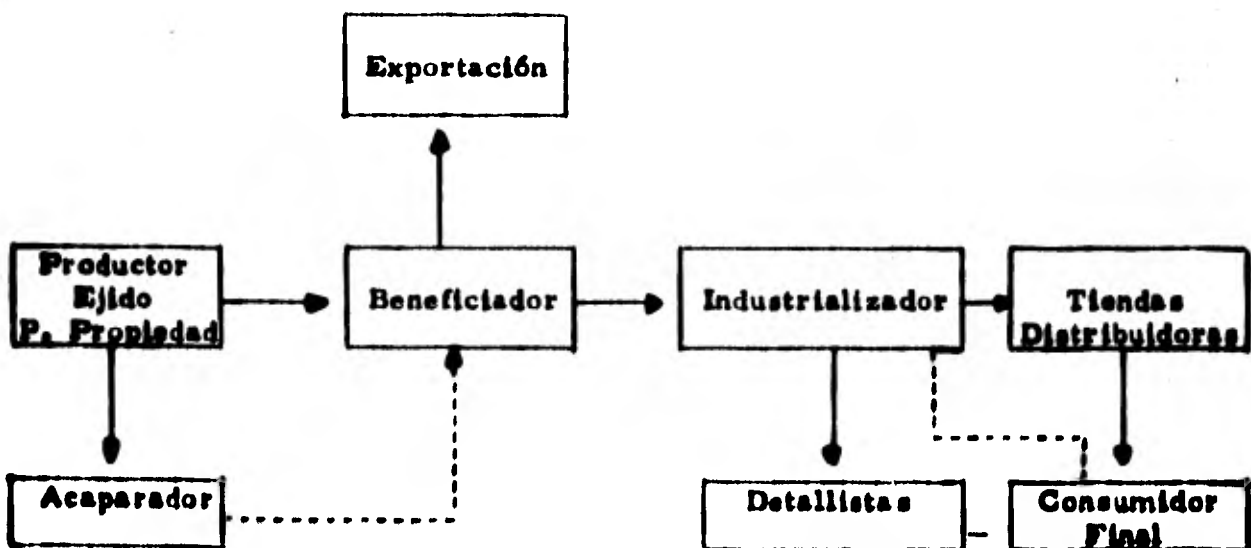 Exportación
Productor
Ejido
P. Propiedad
Beneficiador
Industrializador
Tiendas
Distribuidoras
Acaparador
Detallistas
Consumidor
Final